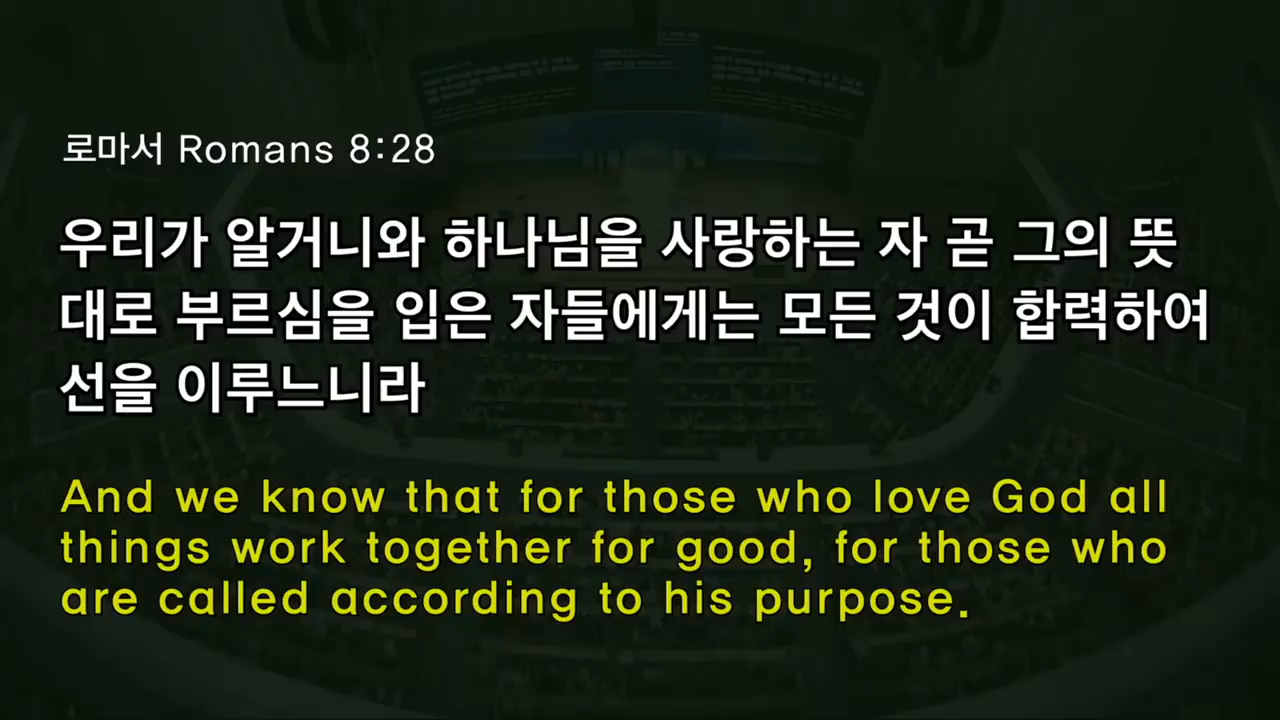 로마서 Romans 8:28
우리가 알거니와 하나님을 사랑하는 자 곧 그의 뜻
대로 부르심을 입은 자들에게는 모든 것이 합력하여
선을 이루느니라
And we know that for those who love God all
things work together for good, for those who
are called according to his purpose.